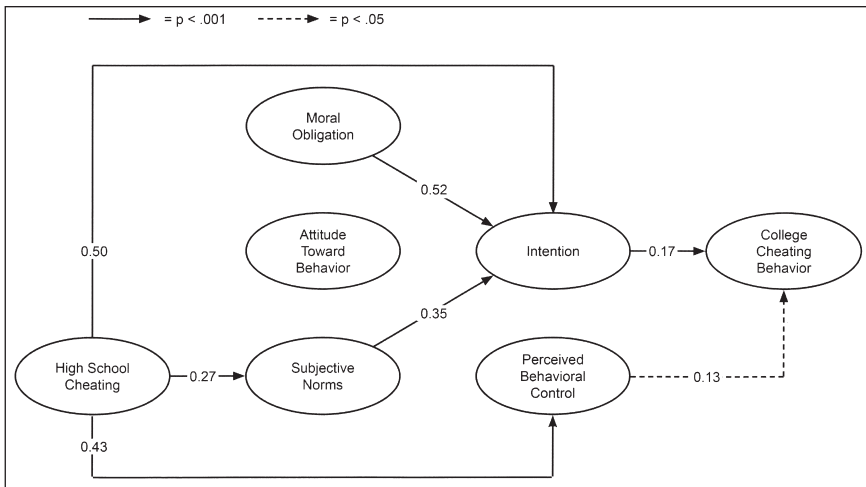 = p < .001
= p < .05
Moral
Obligation
0.52
Attitude
Toward
Behavior
Intention
0.17
College
Cheating
Behavior
0.50
0.35
High School
Cheating
0.27
Subjective
Norms
Perceived
Behavioral
Control
0.13
0.43